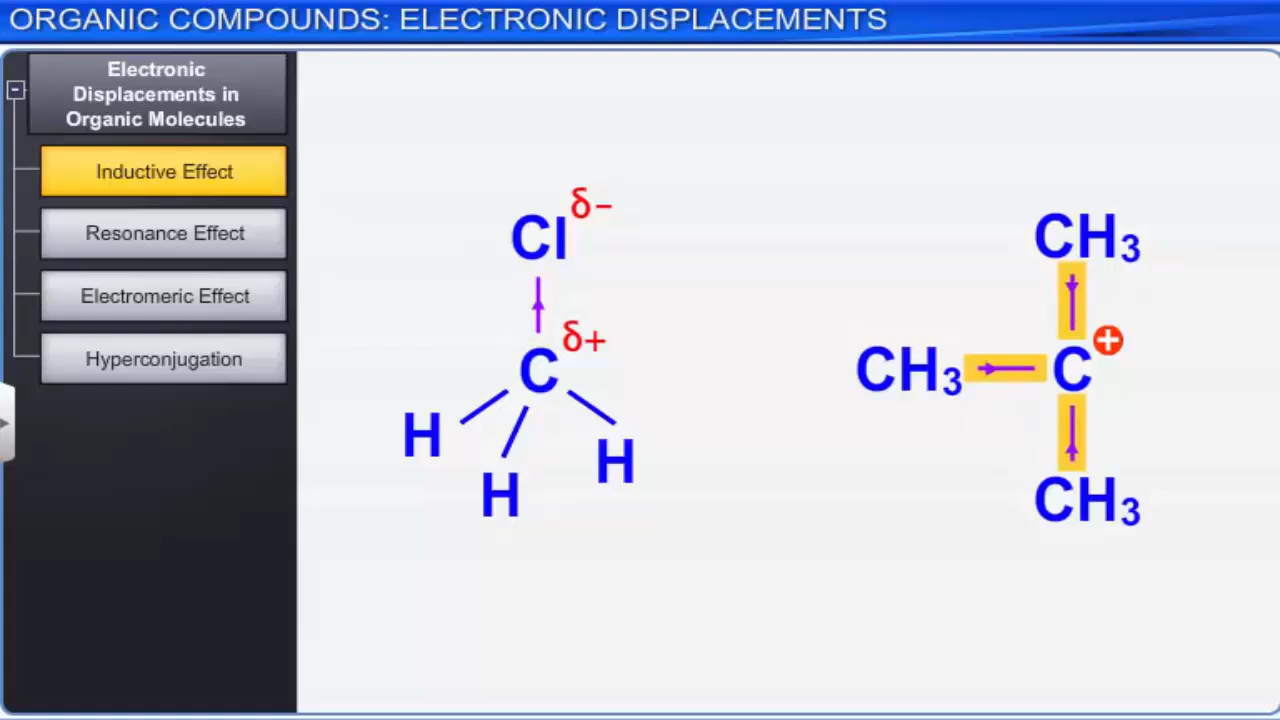 ORGANIC COMPOUNDS: ELECTRONIC DISPLACEMENTS
Electronic
Displacements in
Organic Molecules
Inductive Effect
Resonance Effect
Electromeric Effect
Hyperconjugation
Cl δ−
C δ+
H
H
H
CH₃
CH₃ C +
CH₃